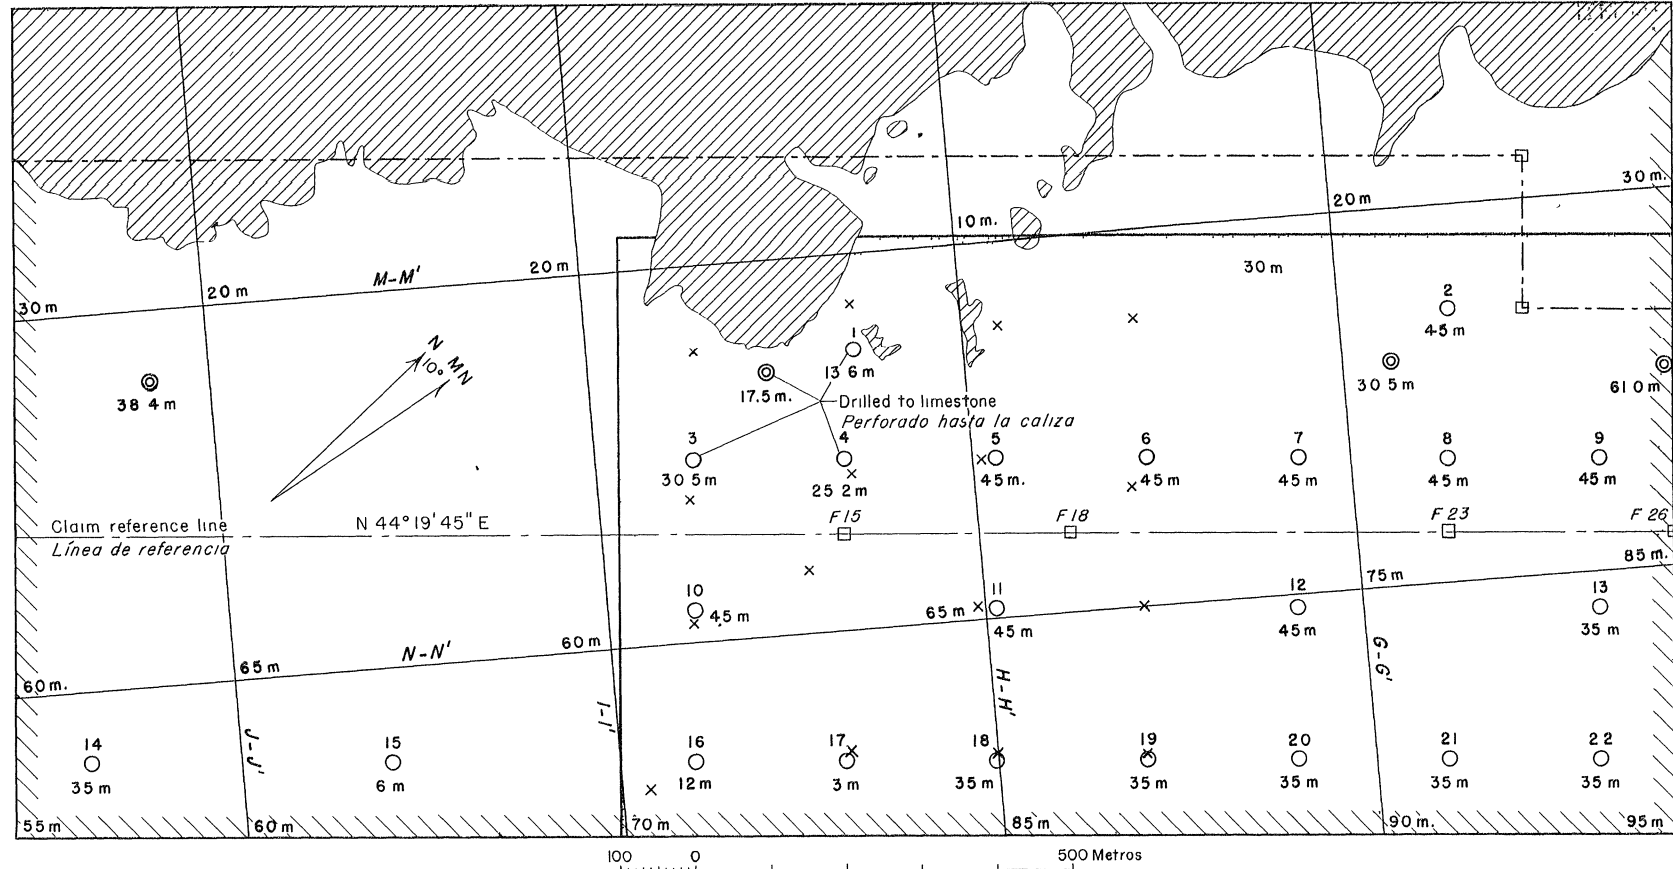 30 m.
20 m
10 m.
20 m
M-M'
20 m
30 m
30 m
2
45 m
N
10°
MN
1
13 6 m
38 4 m
17.5 m.
30 5 m
61 0 m
Drilled to limestone
Perforado hasta la caliza
3
4
5
6
7
8
9
30 5 m
25 2 m
45 m.
45 m
45 m
45 m
45 m
Claim reference line
Línea de referencia
N 44° 19' 45" E
F 15
F 18
F 23
F 26
85 m.
75 m
10
11
12
13
45 m
65 m
45 m
45 m
35 m
60 m
N-N'
65 m
60 m.
G-G'
H-H'
I-I'
J-J'
14
15
16
17
18
19
20
21
22
35 m
6 m
12 m
3 m
35 m
35 m
35 m
35 m
35 m
55 m
60 m
70 m
85 m
90 m.
95 m
100 0 500 Metros